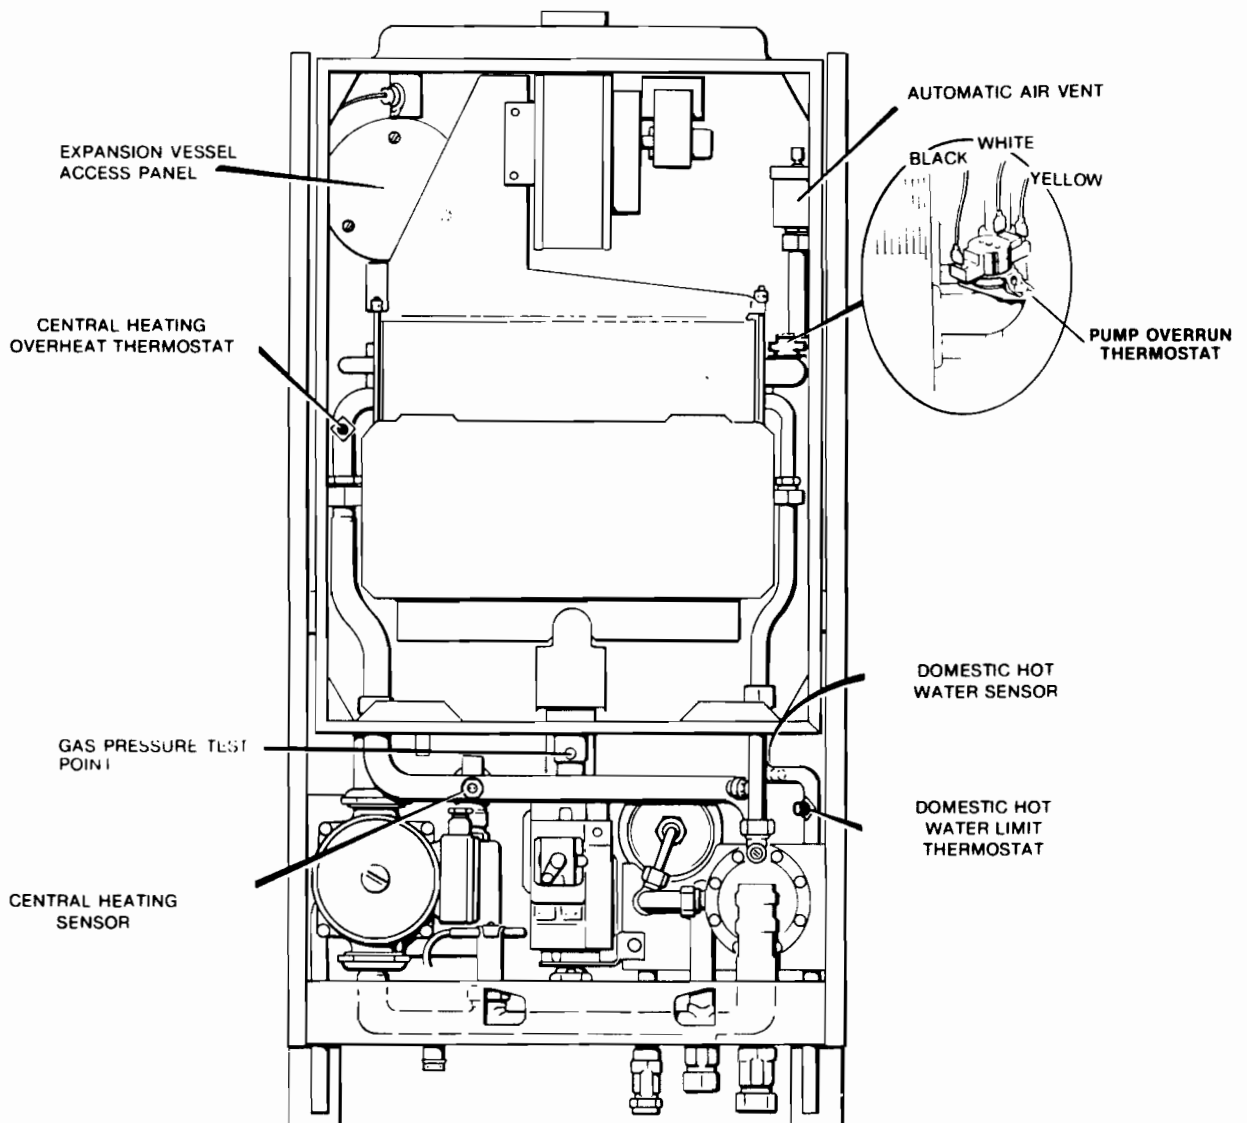 AUTOMATIC AIR VENT
EXPANSION VESSEL
ACCESS PANEL
BLACK
WHITE
YELLOW
CENTRAL HEATING
OVERHEAT THERMOSTAT
PUMP OVERRUN
THERMOSTAT
DOMESTIC HOT
WATER SENSOR
GAS PRESSURE TEST
POINT
DOMESTIC HOT
WATER LIMIT
THERMOSTAT
CENTRAL HEATING
SENSOR